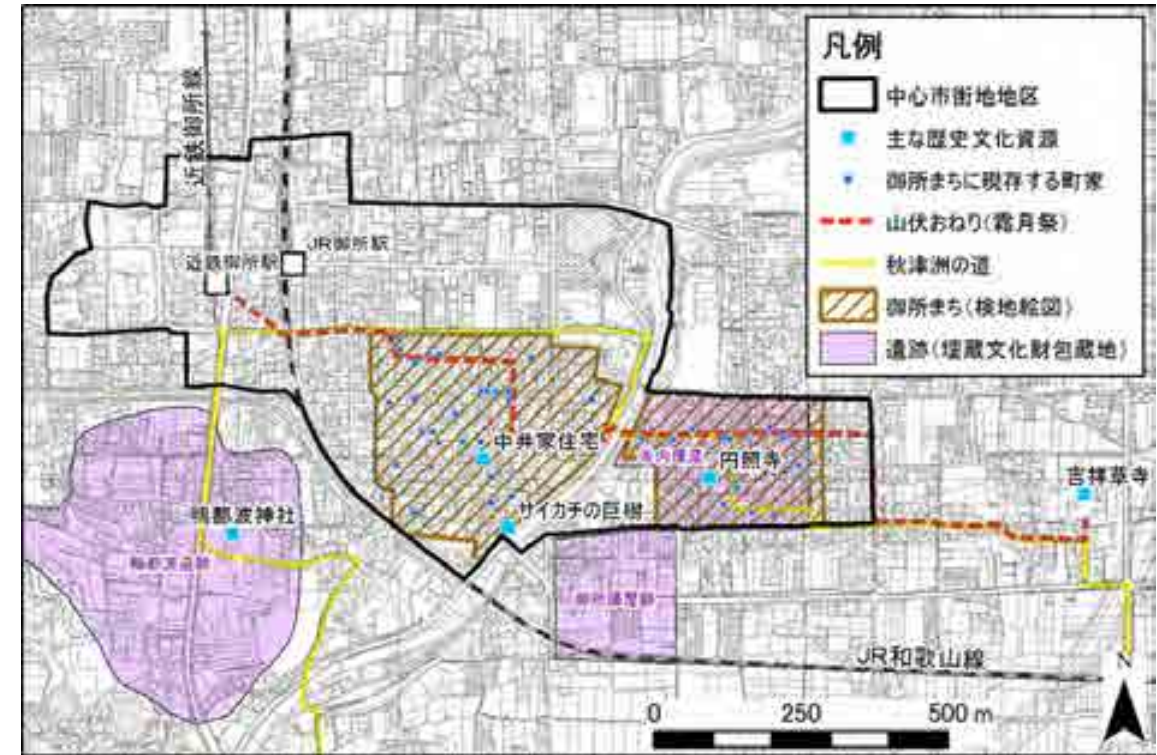 凡例
中心市街地地区
主な歴史文化資源
御所まちに現存する町家
山伏おねり(霜月祭)
秋津洲の道
御所まち(検地絵図)
遺跡(埋蔵文化財包蔵地)
近鉄御所線
JR御所駅
近鉄御所駅
中井家住宅
円照寺
吉祥草寺
サイカチの巨樹
鴨都波神社
JR和歌山線
N
0 250 500 m